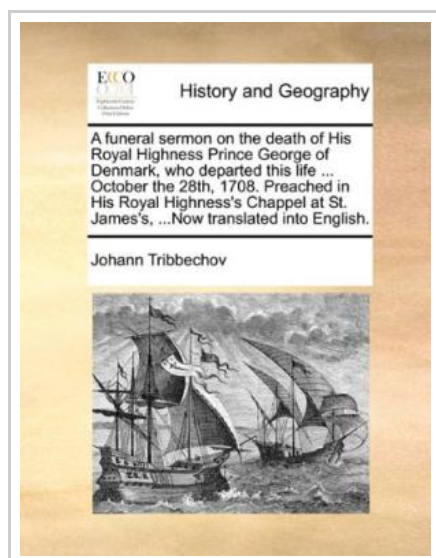 ECCO
History and Geography
A funeral sermon on the death of His
Royal Highness Prince George of
Denmark, who departed this life ...
October the 28th, 1708. Preached in
His Royal Highness's Chappel at St.
James's, ...Now translated into English.
Johann Tribbechov